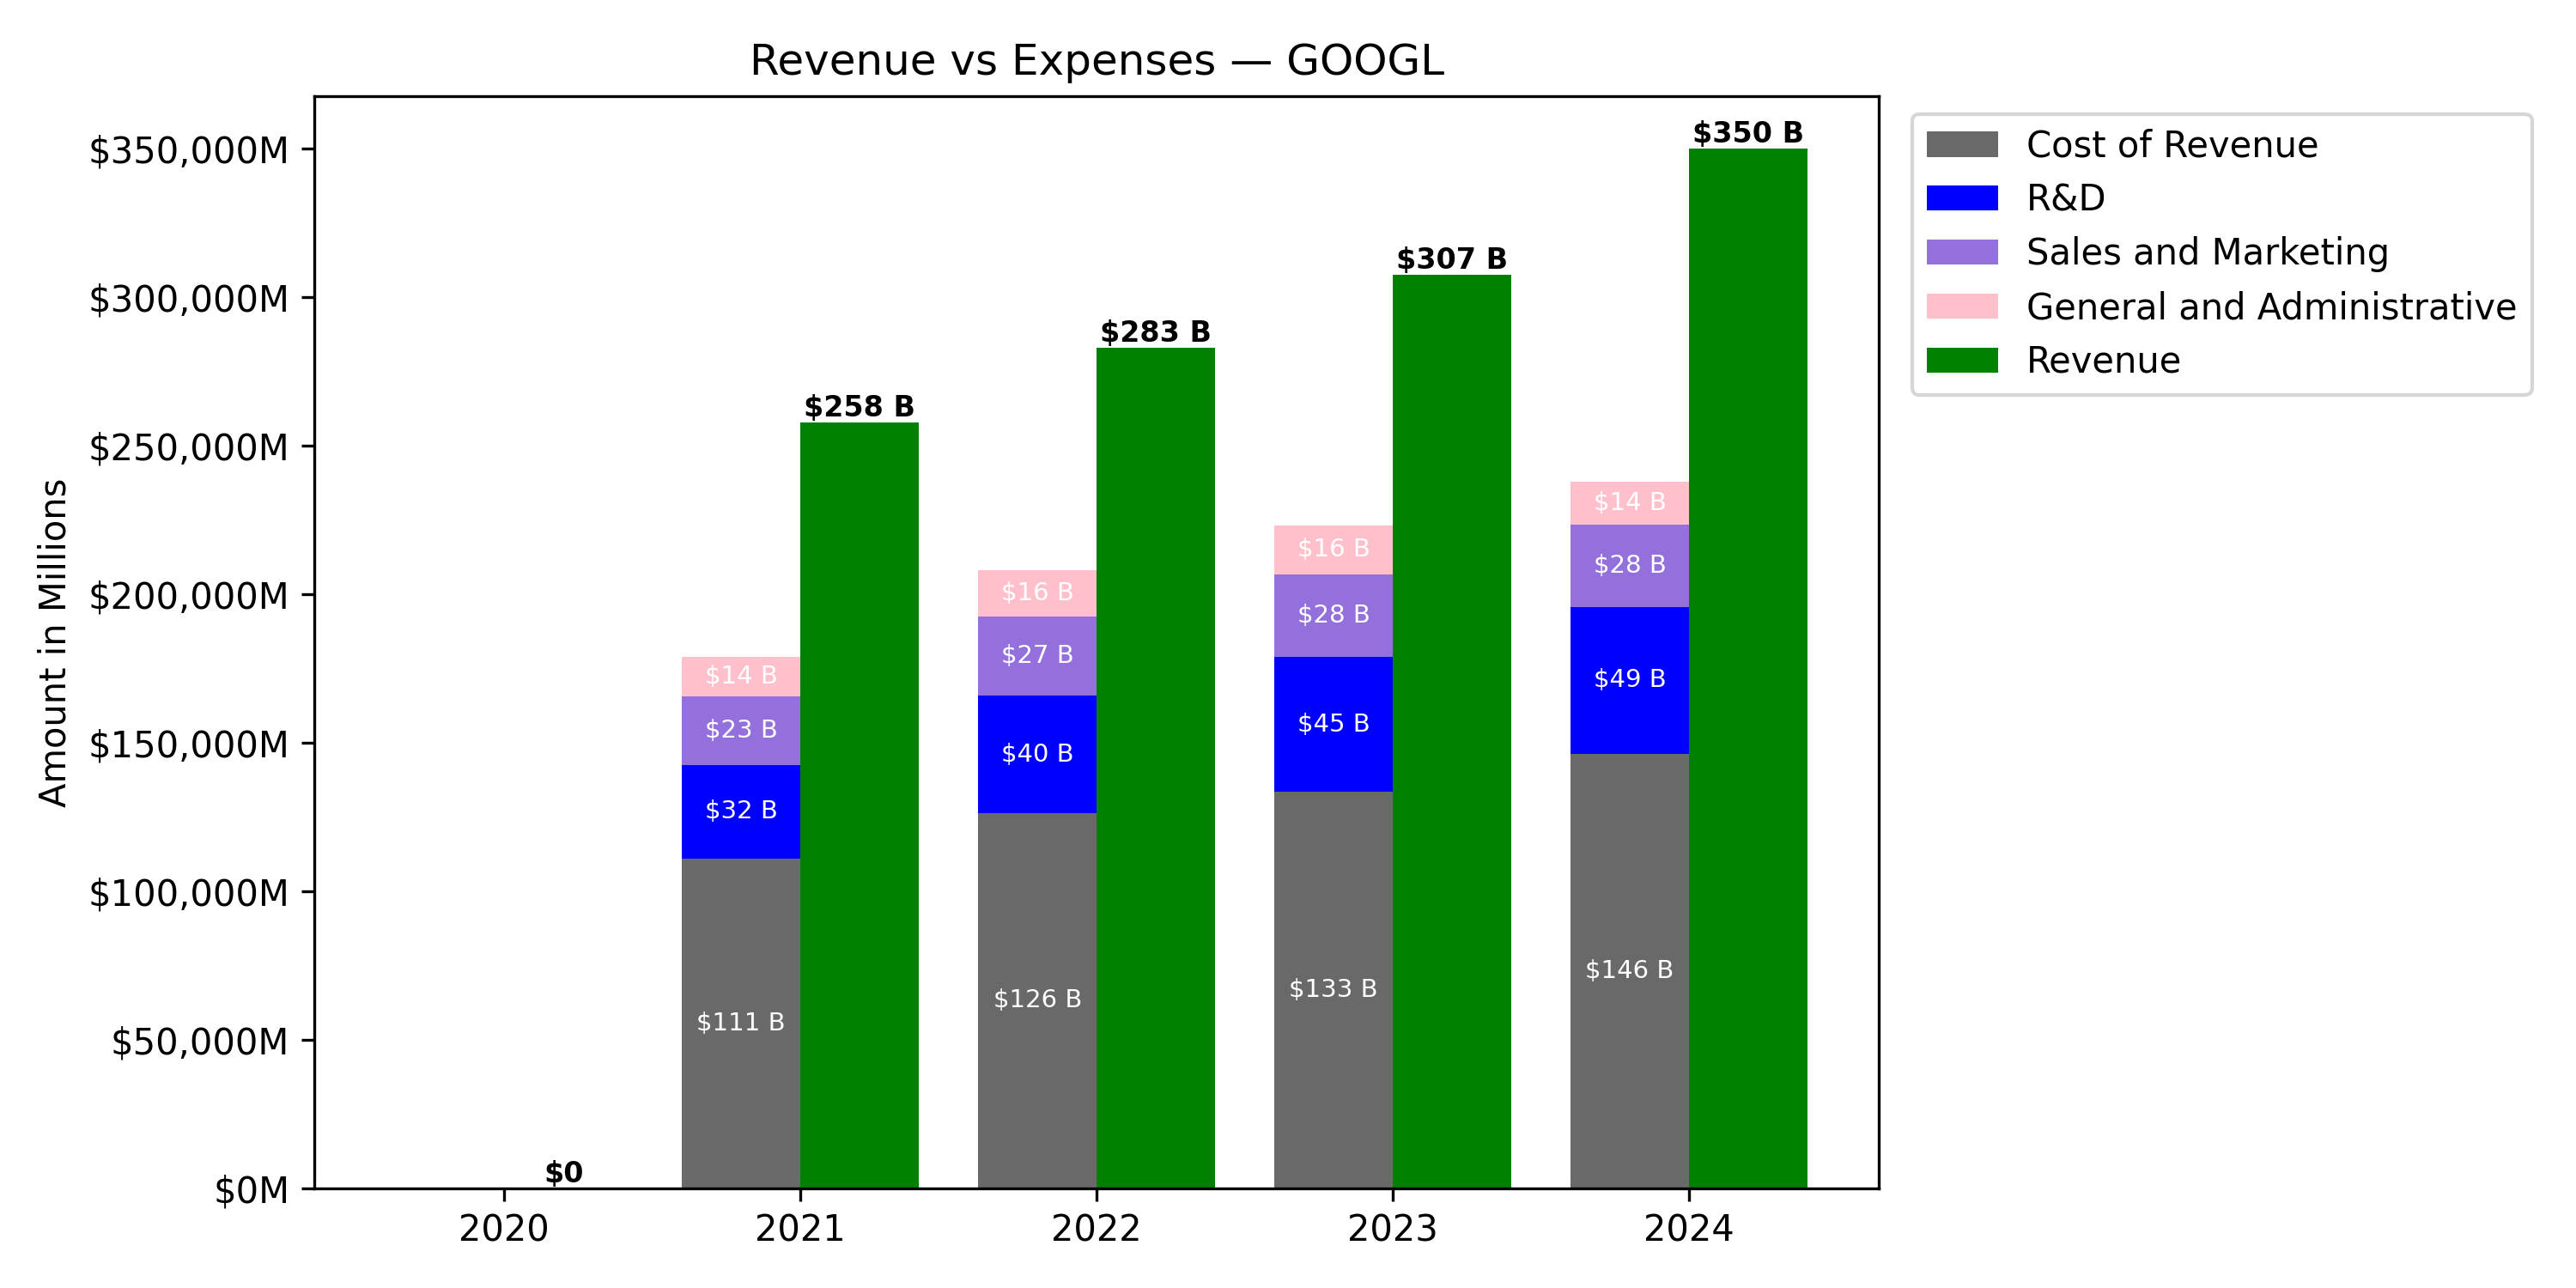 Revenue vs Expenses — GOOGL
Amount in Millions
$350,000M
$300,000M
$250,000M
$200,000M
$150,000M
$100,000M
$50,000M
$0M
$0
$258 B
$14 B
$23 B
$32 B
$111 B
$283 B
$16 B
$27 B
$40 B
$126 B
$307 B
$16 B
$28 B
$45 B
$133 B
$350 B
$14 B
$28 B
$49 B
$146 B
2020
2021
2022
2023
2024
Cost of Revenue
R&D
Sales and Marketing
General and Administrative
Revenue